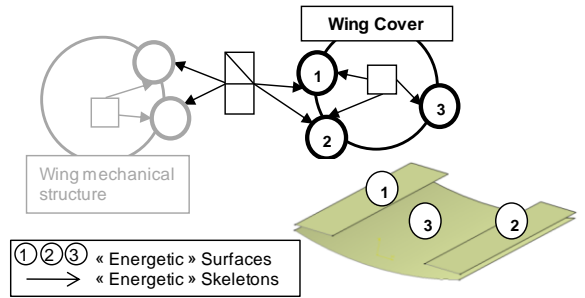 Wing Cover
1
3
2
Wing mechanical
structure
1
2
3
1 2 3 « Energetic » Surfaces
« Energetic » Skeletons